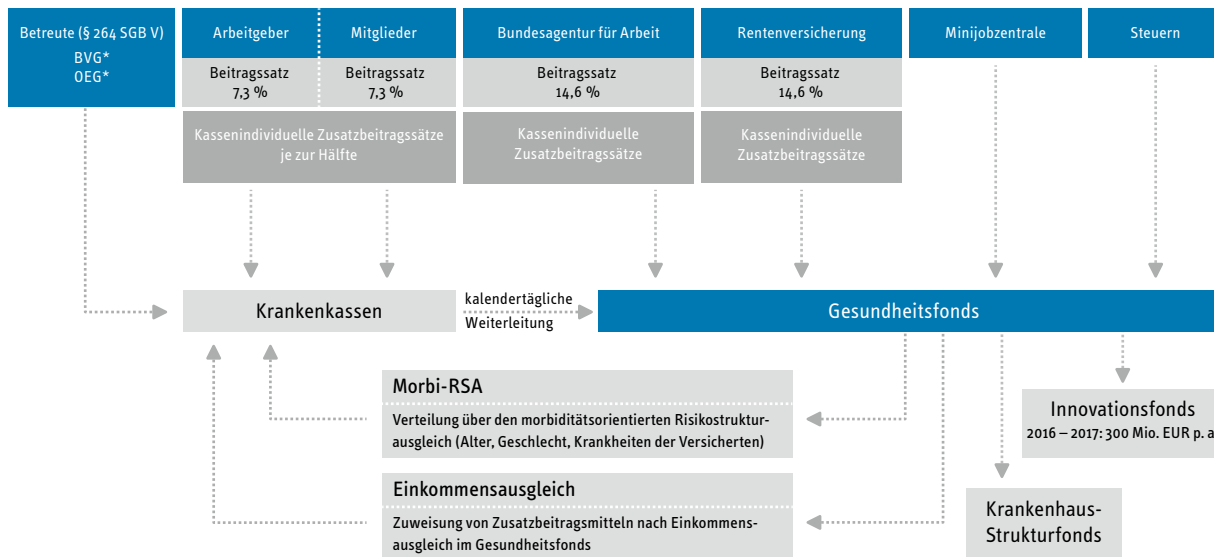 Betreute (§ 264 SGB V)
BVG*
OEG*
Arbeitgeber
Mitglieder
Bundesagentur für Arbeit
Rentenversicherung
Minijobzentrale
Steuern
Beitragssatz
7,3 %
Beitragssatz
7,3 %
Beitragssatz
14,6 %
Beitragssatz
14,6 %
Kassenindividuelle Zusatzbeitragssätze
je zur Hälfte
Kassenindividuelle
Zusatzbeitragssätze
Kassenindividuelle
Zusatzbeitragssätze
Krankenkassen
kalendertägliche
Weiterleitung
Gesundheitsfonds
Morbi-RSA
Verteilung über den morbiditätsorientierten Risikostruktur-
ausgleich (Alter, Geschlecht, Krankheiten der Versicherten)
Innovationsfonds
2016 – 2017: 300 Mio. EUR p. a
Einkommensausgleich
Zuweisung von Zusatzbeitragsmitteln nach Einkommens-
ausgleich im Gesundheitsfonds
Krankenhaus-
Strukturfonds